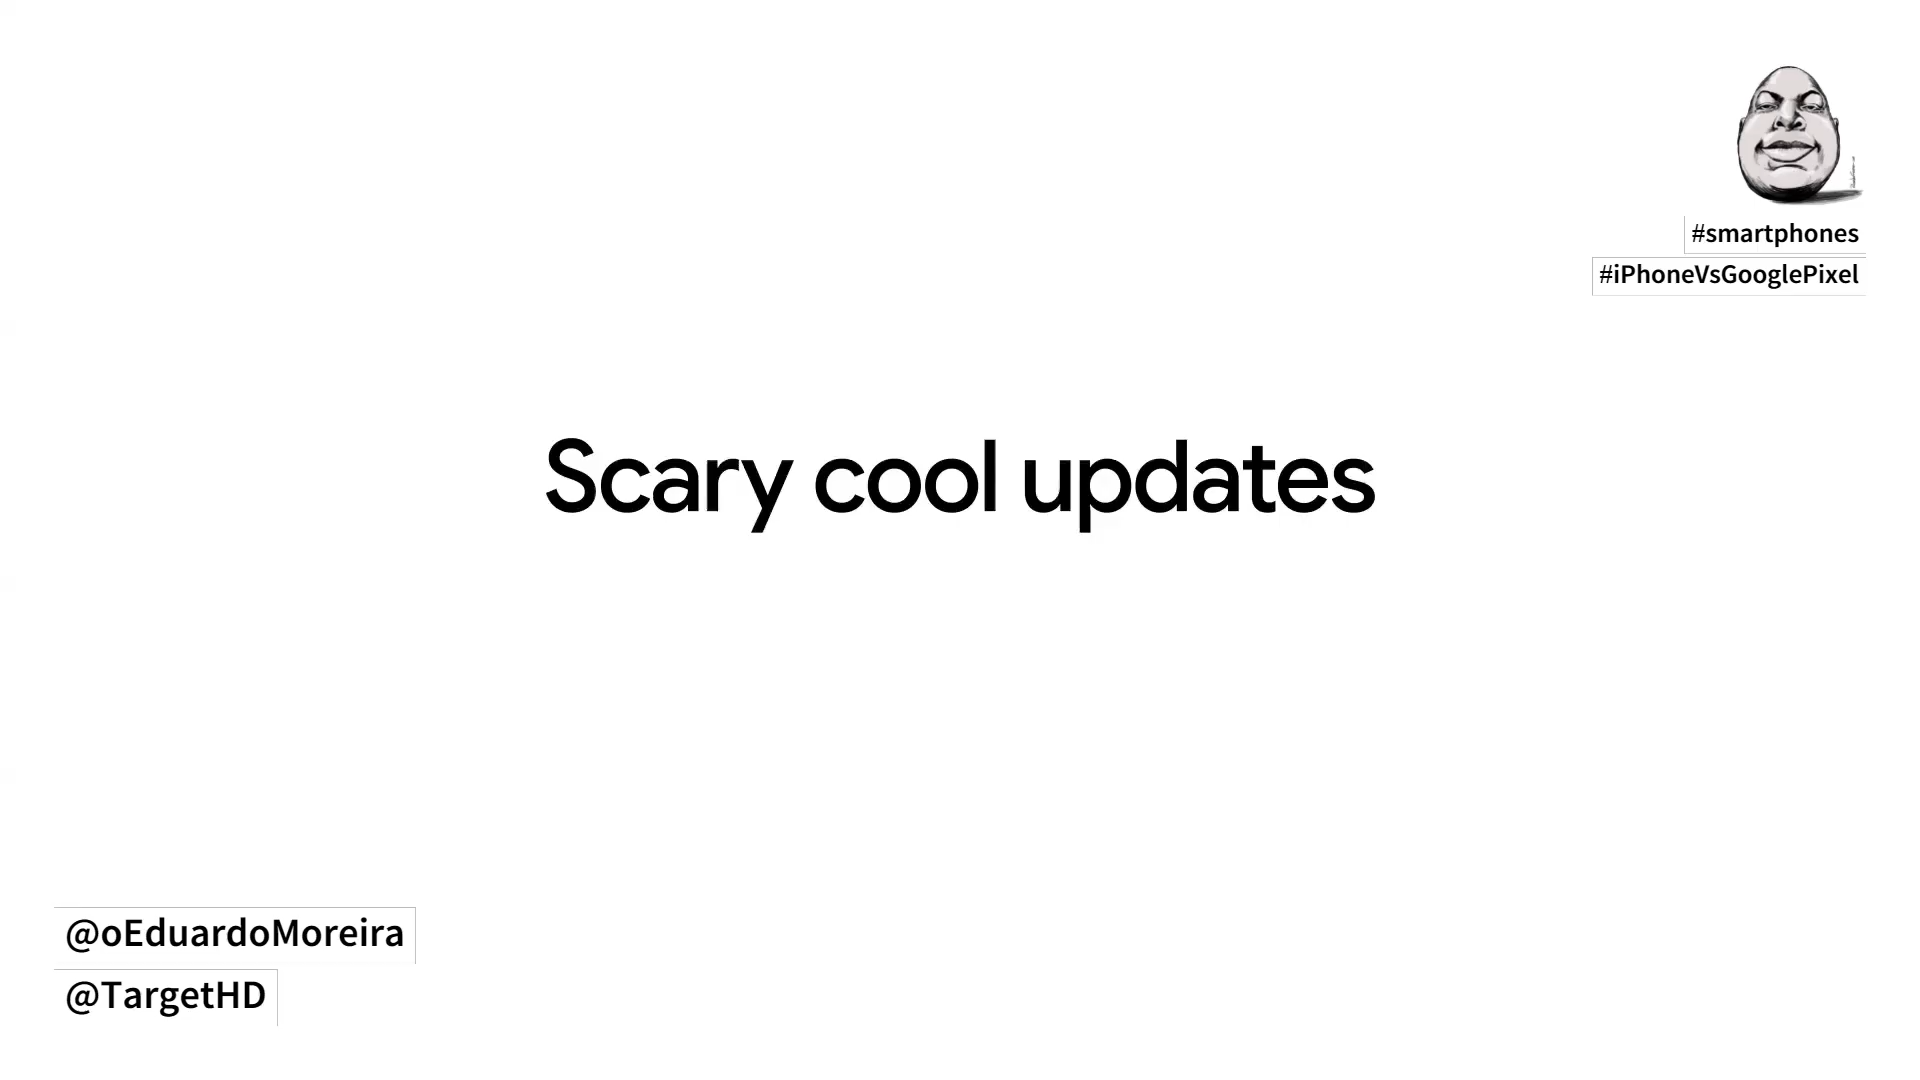 #smartphones
#iPhoneVsGooglePixel
Scary cool updates
@oEduardoMoreira
@TargetHD